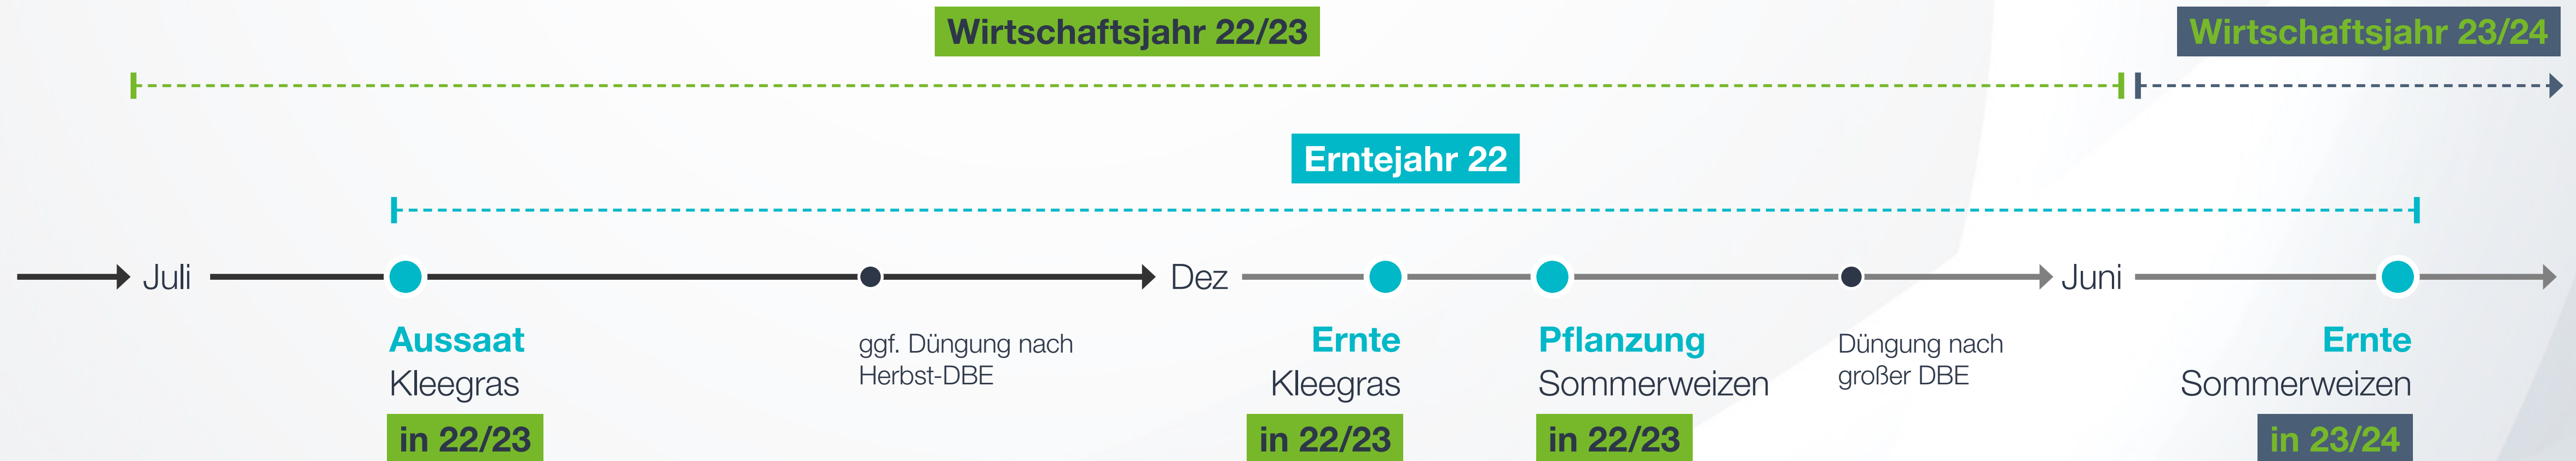 Wirtschaftsjahr 22/23
Wirtschaftsjahr 23/24
Erntejahr 22
Juli
Dez
Juni
Aussaat
Kleegras
in 22/23
ggf. Düngung nach
Herbst-DBE
Ernte
Kleegras
in 22/23
Pflanzung
Sommerweizen
in 22/23
Düngung nach
großer DBE
Ernte
Sommerweizen
in 23/24